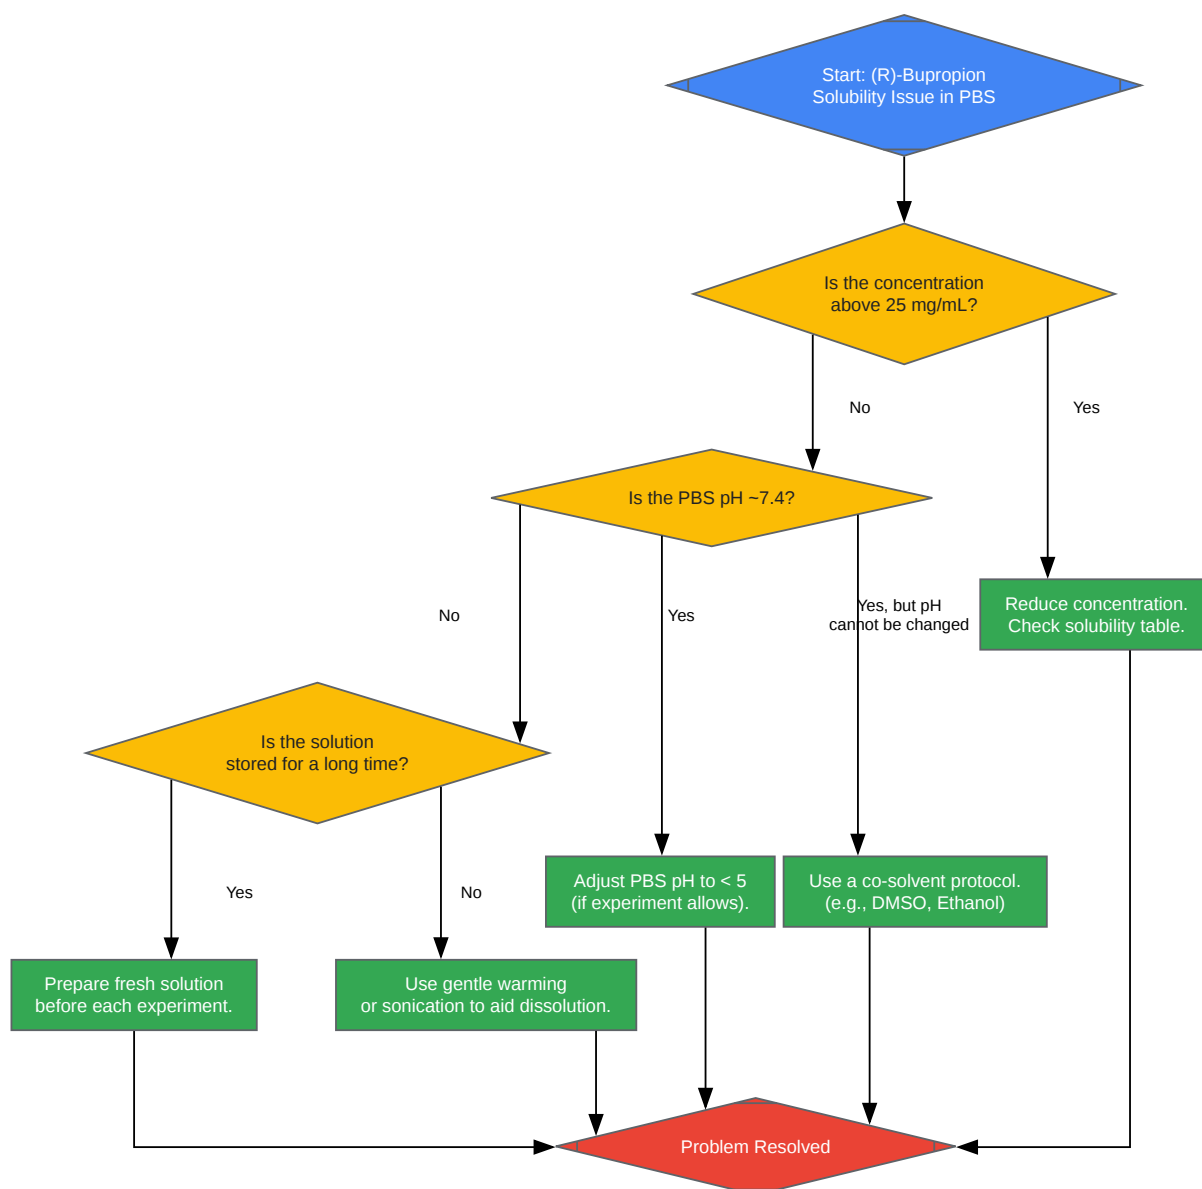 Start: (R)-Bupropion
Solubility Issue in PBS
Is the concentration
above 25 mg/mL?
No
Yes
Is the PBS pH ~7.4?
No
Yes
Yes, but pH
cannot be changed
Reduce concentration.
Check solubility table.
Is the solution
stored for a long time?
Yes
No
Adjust PBS pH to < 5
(if experiment allows).
Use a co-solvent protocol.
(e.g., DMSO, Ethanol)
Prepare fresh solution
before each experiment.
Use gentle warming
or sonication to aid dissolution.
Problem Resolved